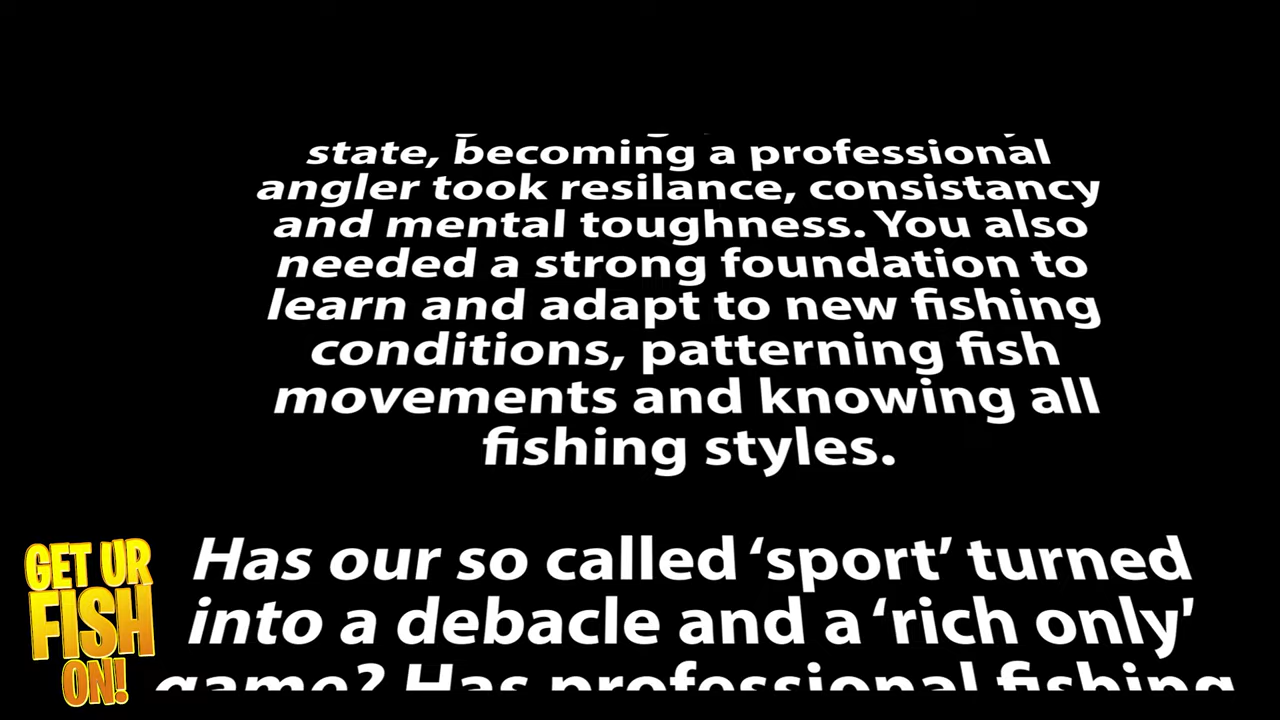 state, becoming a professional
angler took resilance, consistancy
and mental toughness. You also
needed a strong foundation to
learn and adapt to new fishing
conditions, patterning fish
movements and knowing all
fishing styles.
Has our so called ‘sport’ turned
into a debacle and a ‘rich only’
game? Has professional fishing
GET UR
FISH
ON!